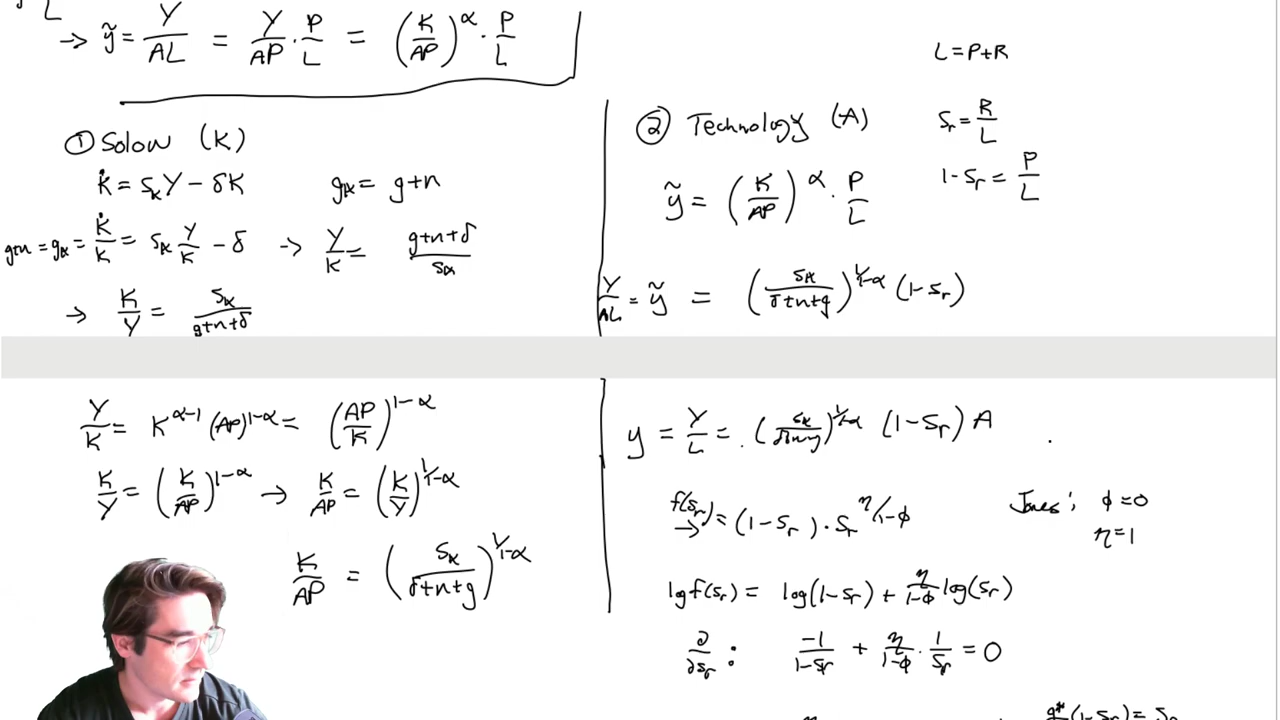 → ỹ = Y/AL = Y/AP · P/L = (K/AP)^α · P/L
① Solow (K)
K̇ = s_k Y − δK    g_k = g+n
g+n = g_k = K̇/K = s_k Y/K − δ → Y/K = (g+n+δ)/s_k
→ K/Y = s_k/(g+n+δ)
Y/K = K^(α−1) (AP)^(1−α) = (AP/K)^(1−α)
K/Y = (K/AP)^(1−α) → K/AP = (K/Y)^(1/1−α)
K/AP = (s_k/(δ+n+g))^(1/1−α)
L = P+R
② Technology (A)
s_r = R/L
1−s_r = P/L
ỹ = (K/AP)^α · P/L
Y/AL = ỹ = (s_k/(δ+n+g))^(1/1−α) (1−s_r)
y = Y/L = (s_k/(δ+n+g))^(1/1−α) (1−s_r) A
→ f(s_r) = (1−s_r) · s_r^(η/1−φ)
Jones: φ=0
η=1
log f(s_r) = log(1−s_r) + η/(1−φ) log(s_r)
∂/∂s_r : −1/(1−s_r) + η/(1−φ) · 1/s_r = 0
(1−s_r) =